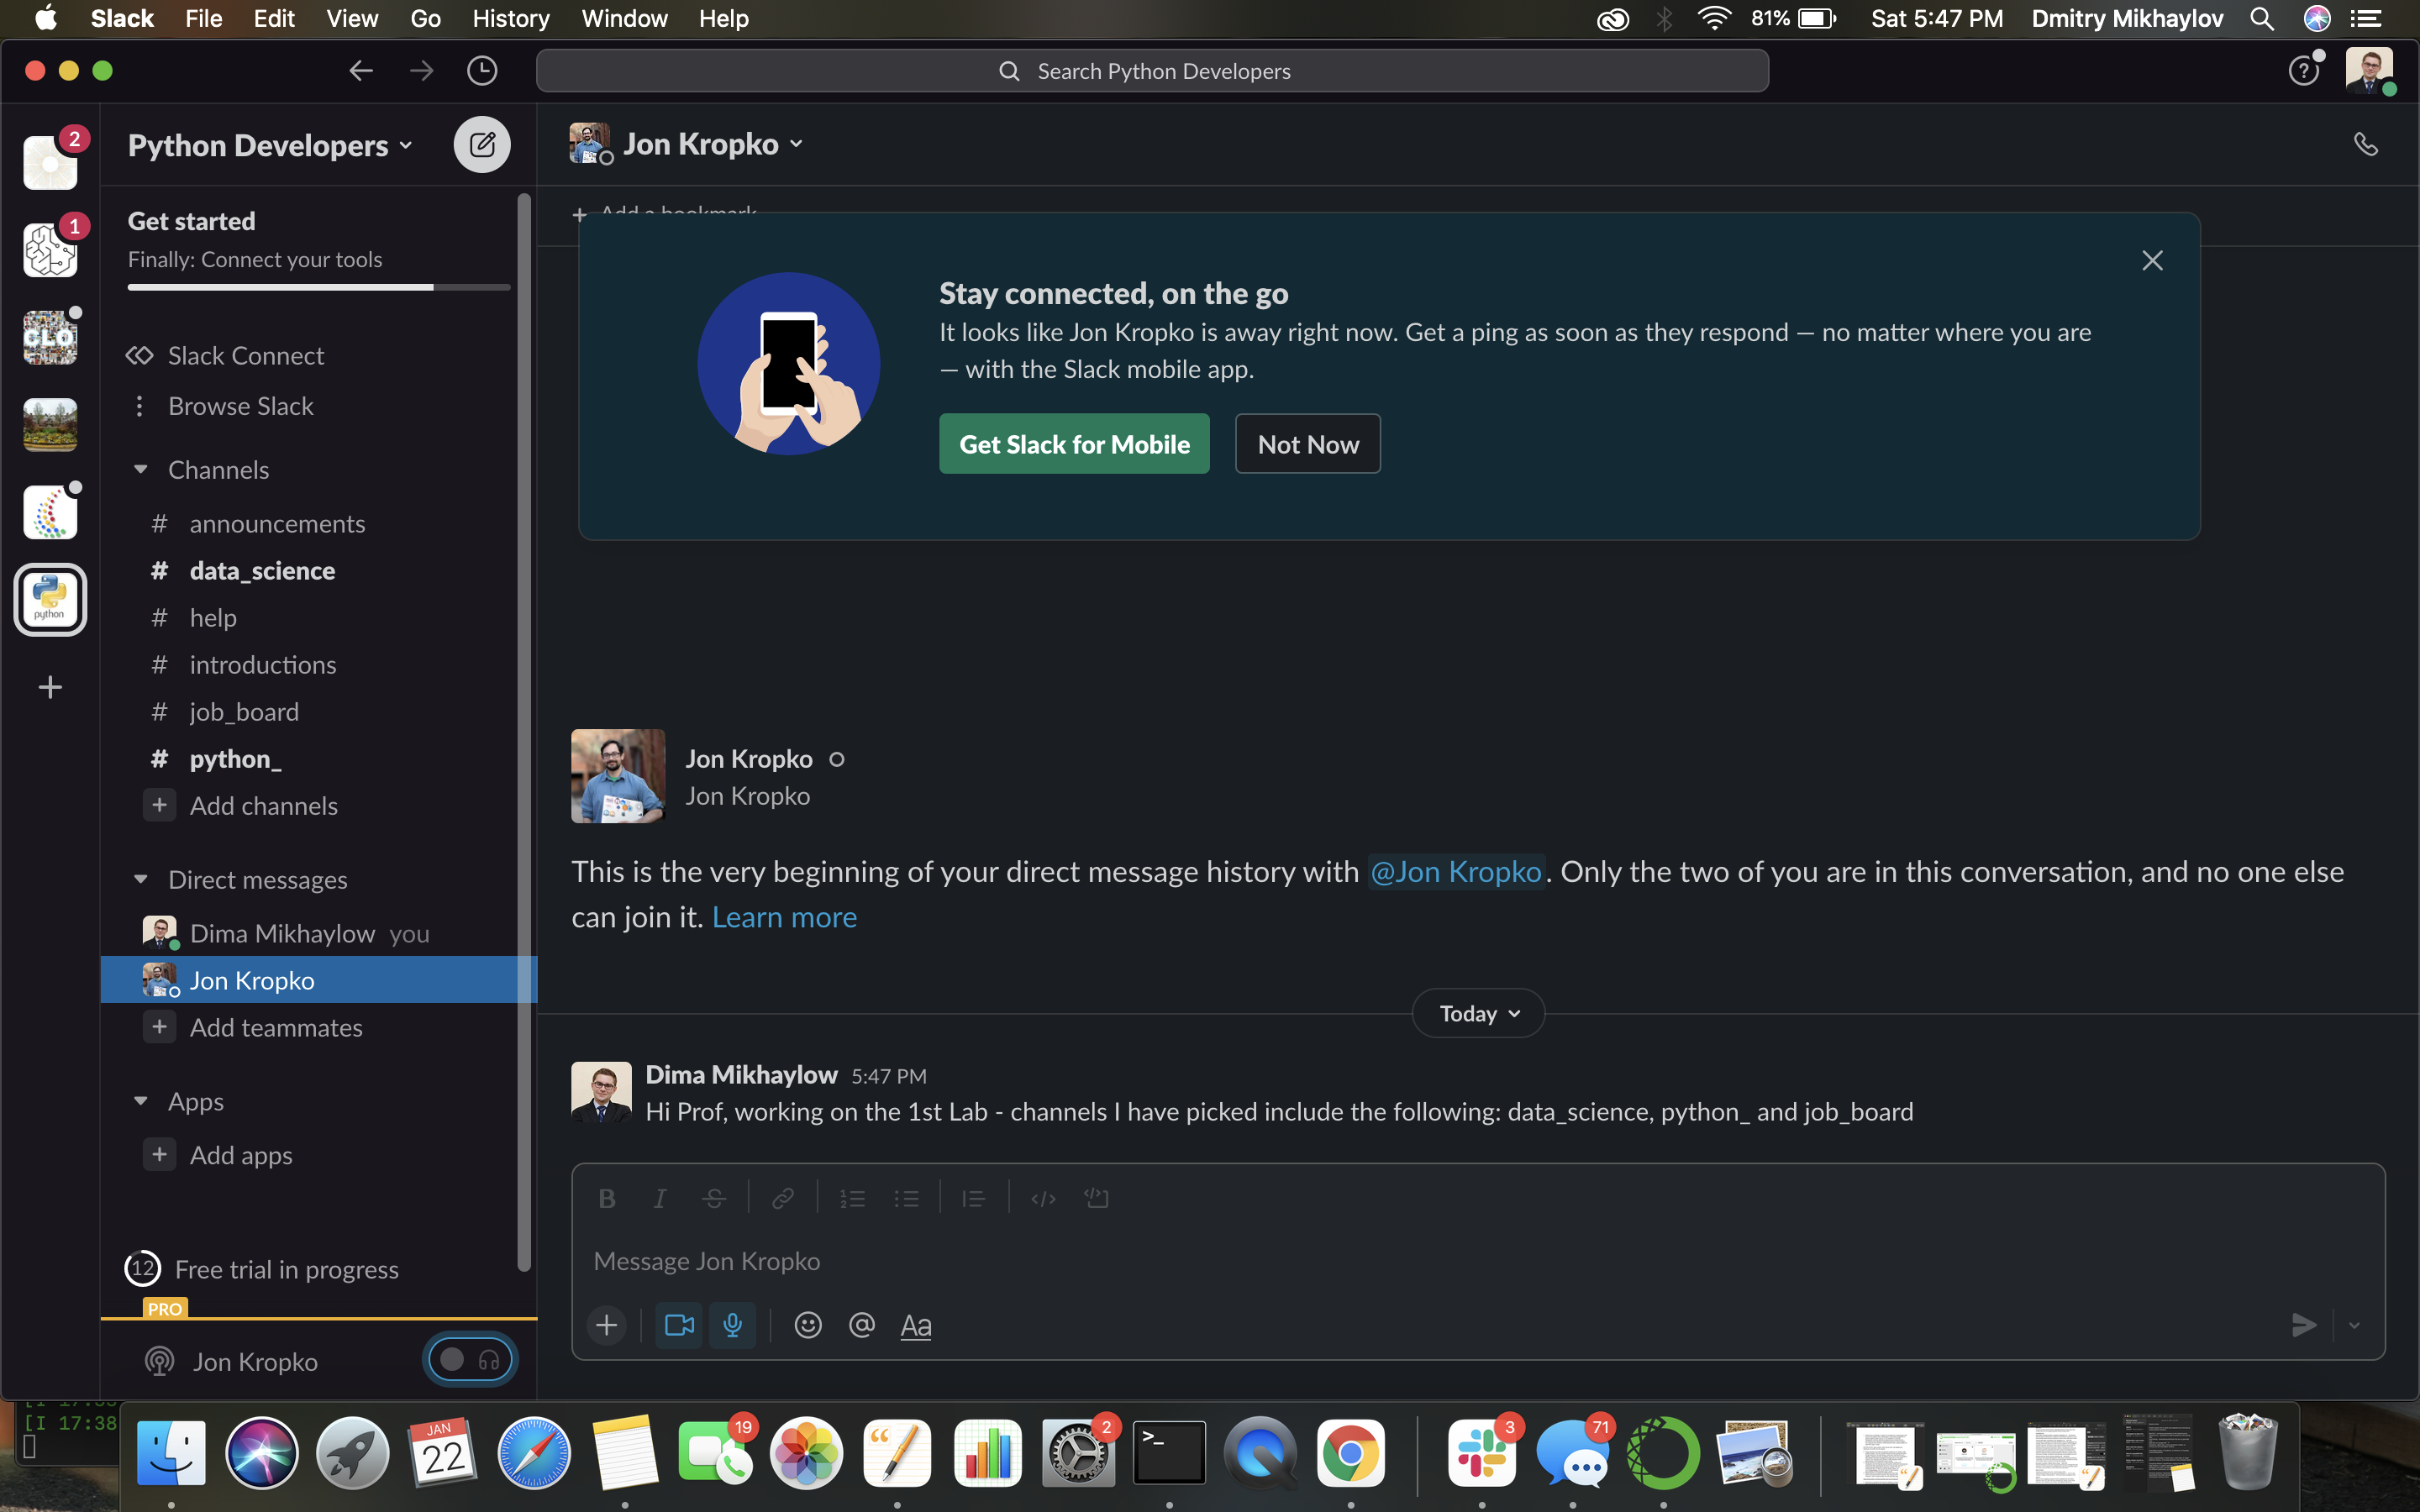 Slack File Edit View Go History Window Help 81% Sat 5:47 PM Dmitry Mikhaylov
Search Python Developers
2
Python Developers
Jon Kropko
Get started
Add a bookmark
1
Finally: Connect your tools
Stay connected, on the go
It looks like Jon Kropko is away right now. Get a ping as soon as they respond — no matter where you are
— with the Slack mobile app.
Get Slack for Mobile Not Now
Slack Connect
Browse Slack
Channels
# announcements
# data_science
python
# help
# introductions
# job_board
# python_
Add channels
Jon Kropko
Jon Kropko
This is the very beginning of your direct message history with @Jon Kropko. Only the two of you are in this conversation, and no one else
can join it. Learn more
Direct messages
Dima Mikhaylow you
Jon Kropko
Add teammates
Today
Apps
Add apps
Dima Mikhaylow 5:47 PM
Hi Prof, working on the 1st Lab - channels I have picked include the following: data_science, python_ and job_board
B I S
Message Jon Kropko
@ Aa
12 Free trial in progress
PRO
Jon Kropko
[I 17:38
JAN
22
19
2
>_
3
71